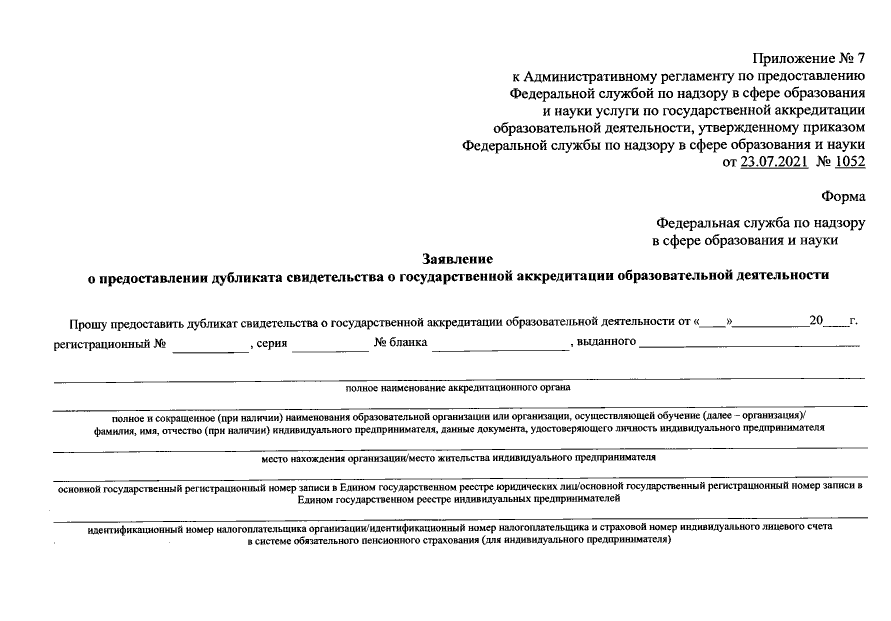 Приложение № 7
к Административному регламенту по предоставлению
Федеральной службой по надзору в сфере образования
и науки услуги по государственной аккредитации
образовательной деятельности, утвержденному приказом
Федеральной службы по надзору в сфере образования и науки
от 23.07.2021 № 1052
Форма
Федеральная служба по надзору
в сфере образования и науки
Заявление
о предоставлении дубликата свидетельства о государственной аккредитации образовательной деятельности
Прошу предоставить дубликат свидетельства о государственной аккредитации образовательной деятельности от «____»____________20____г.
регистрационный № ____________, серия ____________ № бланка ______________________, выданного ___________________________________
полное наименование аккредитационного органа
полное и сокращенное (при наличии) наименования образовательной организации или организации, осуществляющей обучение (далее – организация)/
фамилия, имя, отчество (при наличии) индивидуального предпринимателя, данные документа, удостоверяющего личность индивидуального предпринимателя
место нахождения организации/место жительства индивидуального предпринимателя
основной государственный регистрационный номер записи в Едином государственном реестре юридических лиц/основной государственный регистрационный номер записи в
Едином государственном реестре индивидуальных предпринимателей
идентификационный номер налогоплательщика организации/идентификационный номер налогоплательщика и страховой номер индивидуального лицевого счета
в системе обязательного пенсионного страхования (для индивидуального предпринимателя)